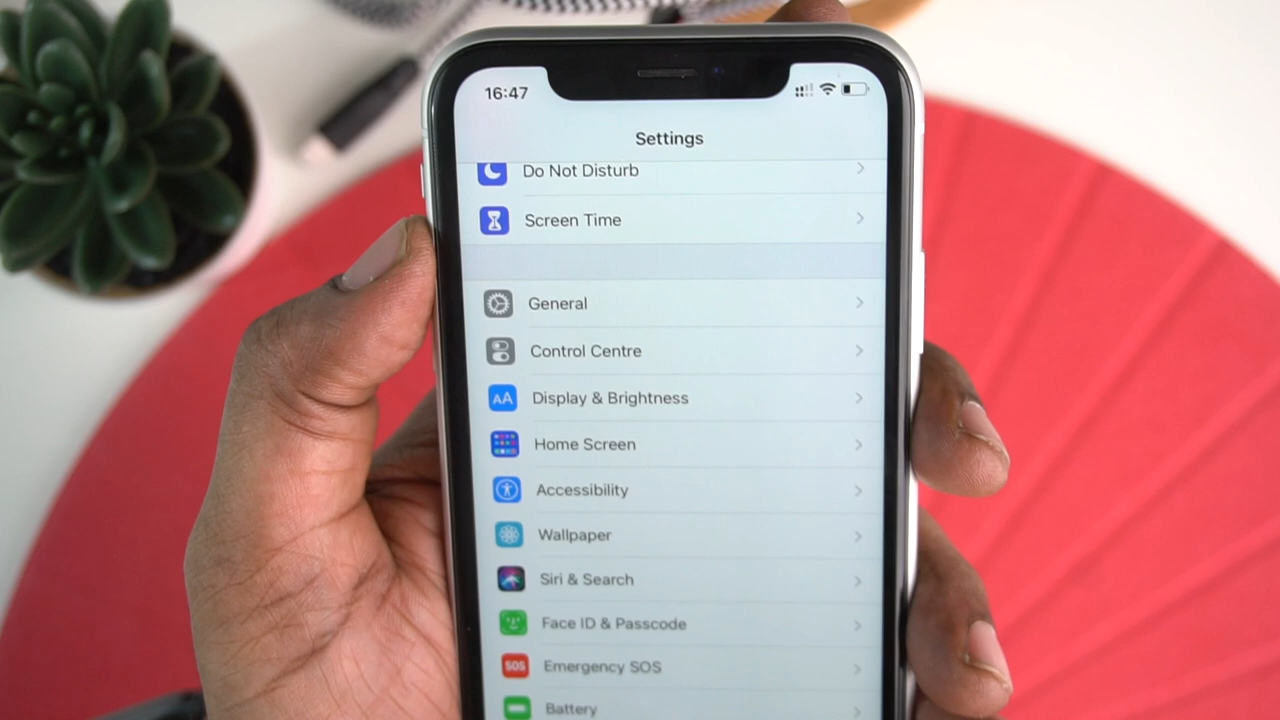 16:47
Settings
Do Not Disturb
Screen Time
General
Control Centre
AA Display & Brightness
Home Screen
Accessibility
Wallpaper
Siri & Search
Face ID & Passcode
SOS Emergency SOS
Battery